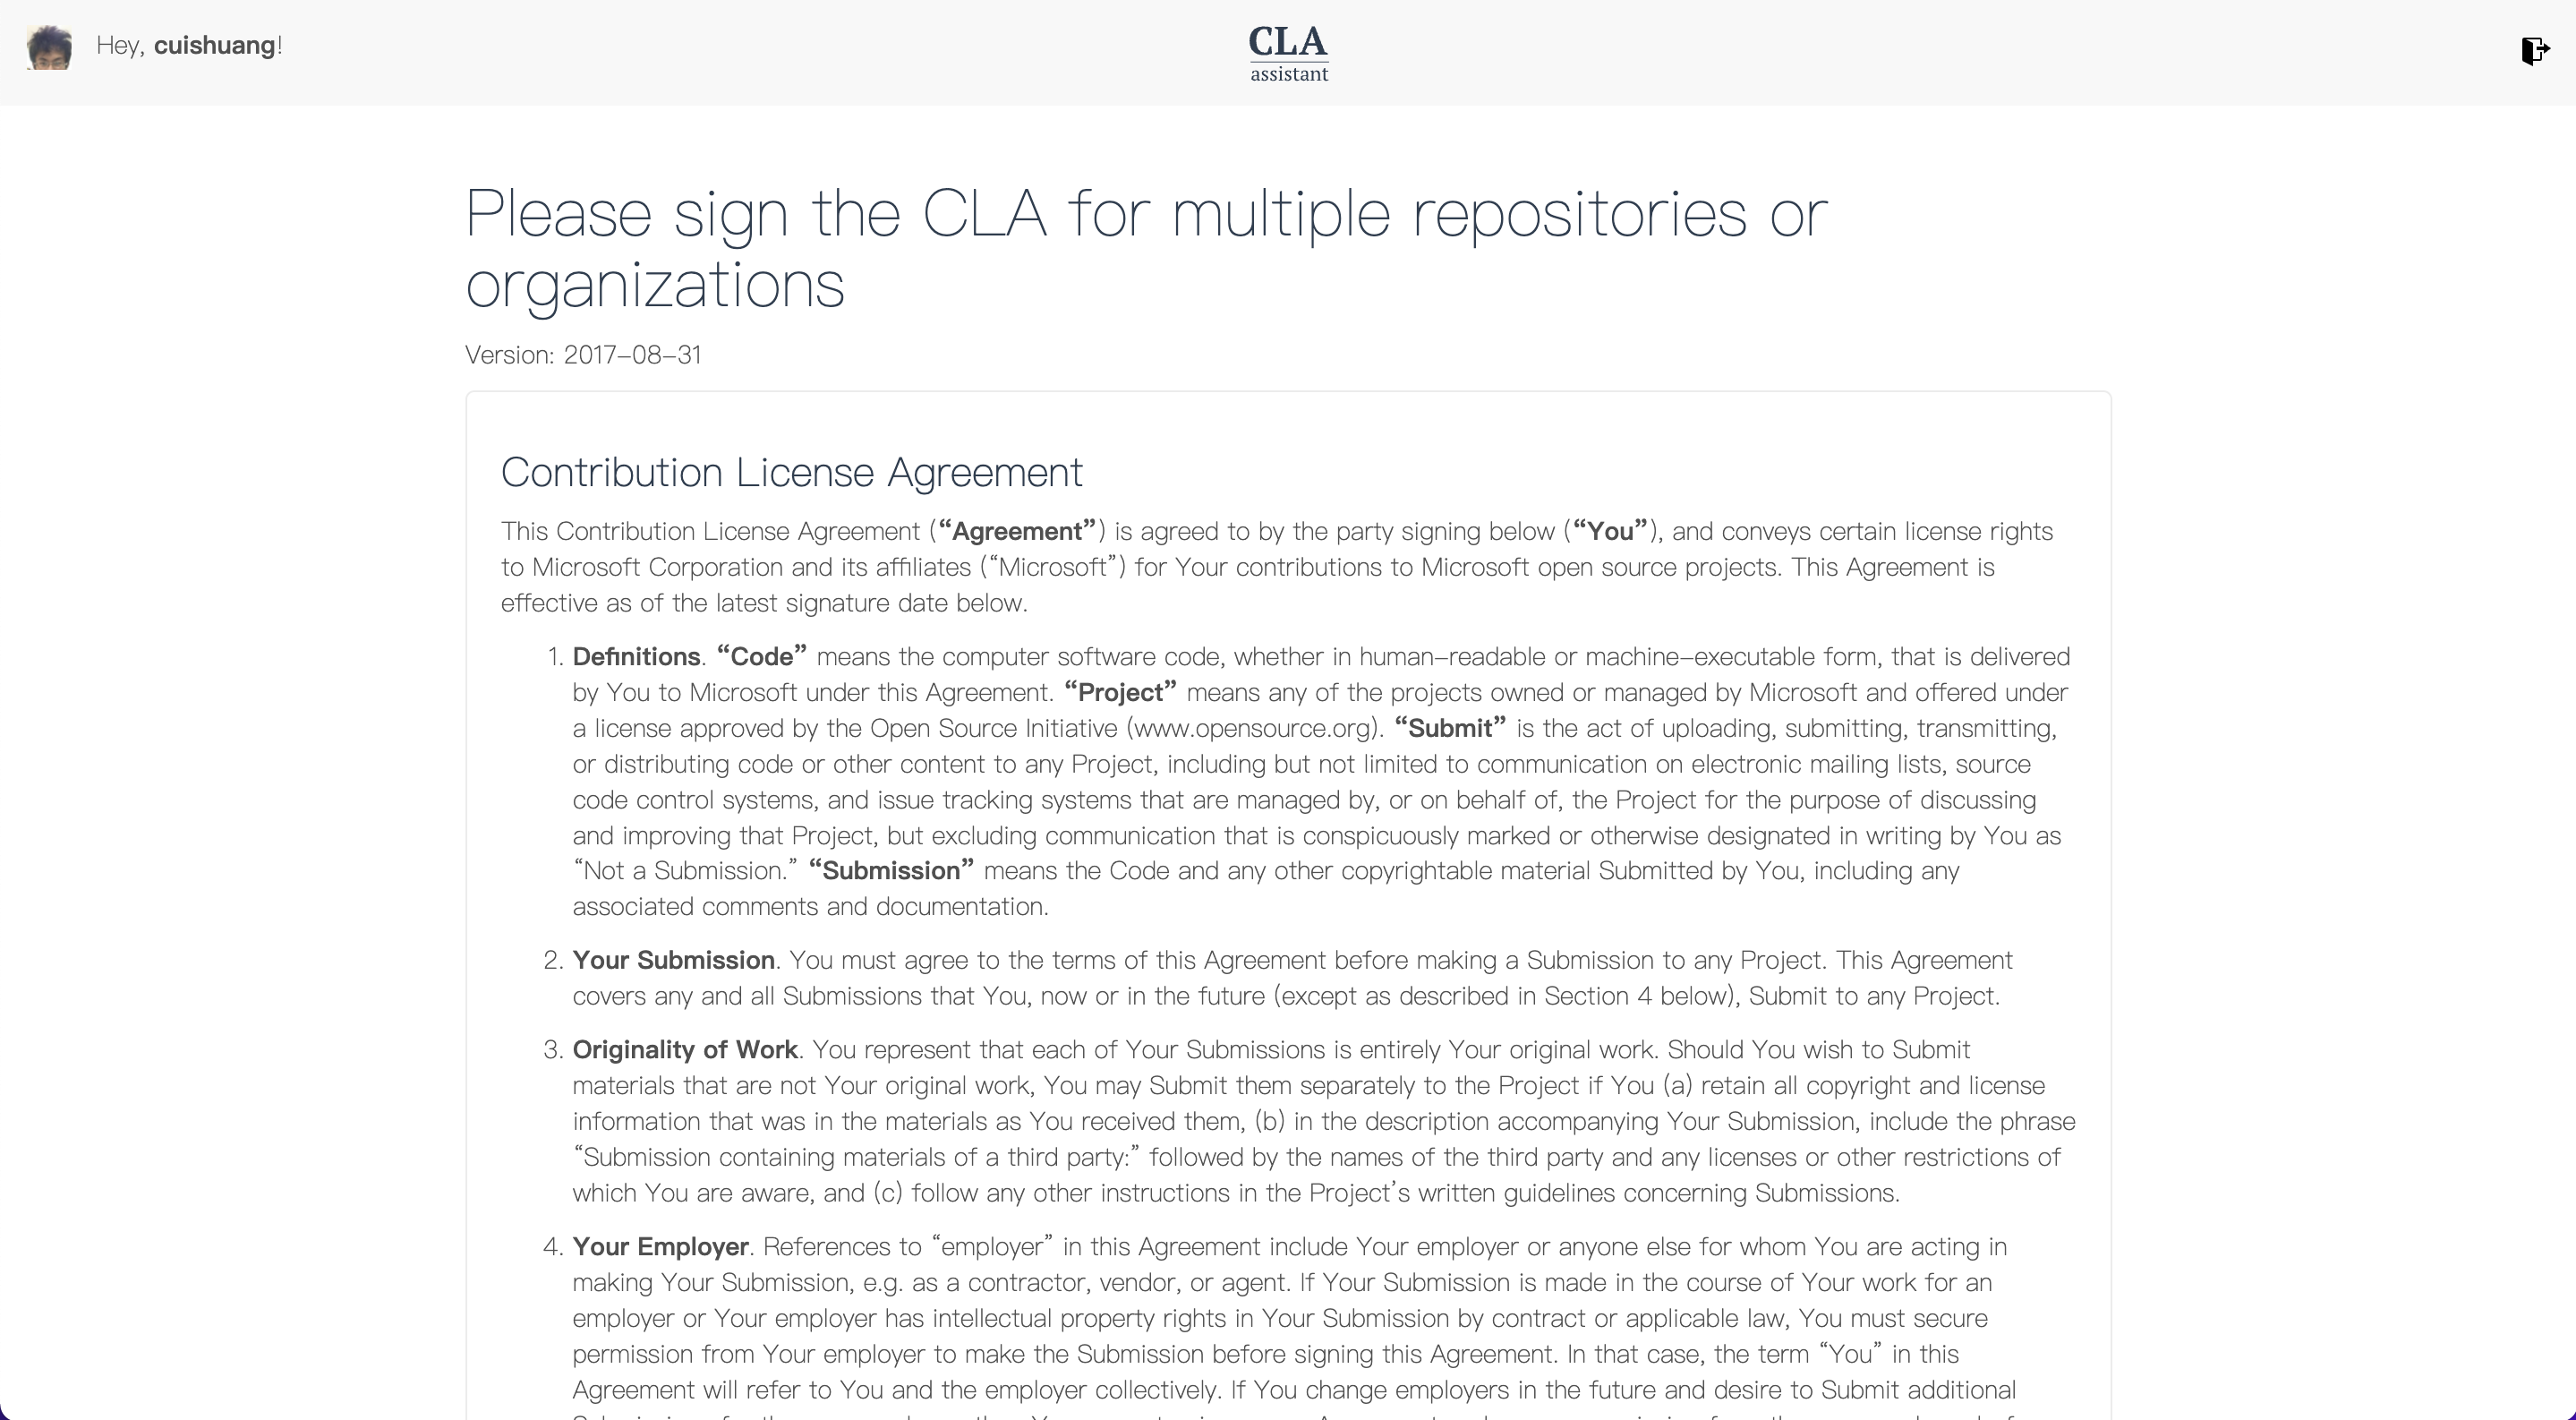 Hey, cuishuang!
CLA
assistant
Please sign the CLA for multiple repositories or
organizations
Version: 2017-08-31
Contribution License Agreement
This Contribution License Agreement (“Agreement”) is agreed to by the party signing below (“You”), and conveys certain license rights
to Microsoft Corporation and its affiliates (“Microsoft”) for Your contributions to Microsoft open source projects. This Agreement is
effective as of the latest signature date below.
1. Definitions. “Code” means the computer software code, whether in human-readable or machine-executable form, that is delivered
by You to Microsoft under this Agreement. “Project” means any of the projects owned or managed by Microsoft and offered under
a license approved by the Open Source Initiative (www.opensource.org). “Submit” is the act of uploading, submitting, transmitting,
or distributing code or other content to any Project, including but not limited to communication on electronic mailing lists, source
code control systems, and issue tracking systems that are managed by, or on behalf of, the Project for the purpose of discussing
and improving that Project, but excluding communication that is conspicuously marked or otherwise designated in writing by You as
“Not a Submission.” “Submission” means the Code and any other copyrightable material Submitted by You, including any
associated comments and documentation.
2. Your Submission. You must agree to the terms of this Agreement before making a Submission to any Project. This Agreement
covers any and all Submissions that You, now or in the future (except as described in Section 4 below), Submit to any Project.
3. Originality of Work. You represent that each of Your Submissions is entirely Your original work. Should You wish to Submit
materials that are not Your original work, You may Submit them separately to the Project if You (a) retain all copyright and license
information that was in the materials as You received them, (b) in the description accompanying Your Submission, include the phrase
“Submission containing materials of a third party:” followed by the names of the third party and any licenses or other restrictions of
which You are aware, and (c) follow any other instructions in the Project’s written guidelines concerning Submissions.
4. Your Employer. References to “employer” in this Agreement include Your employer or anyone else for whom You are acting in
making Your Submission, e.g. as a contractor, vendor, or agent. If Your Submission is made in the course of Your work for an
employer or Your employer has intellectual property rights in Your Submission by contract or applicable law, You must secure
permission from Your employer to make the Submission before signing this Agreement. In that case, the term “You” in this
Agreement will refer to You and the employer collectively. If You change employers in the future and desire to Submit additional